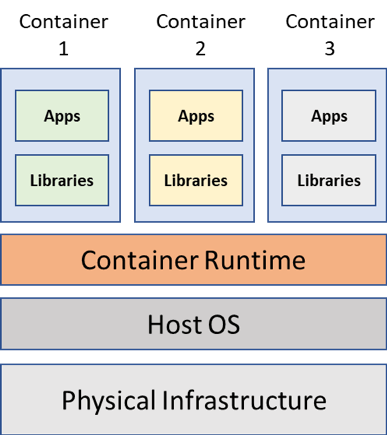 Container 1
Container 2
Container 3
Apps
Apps
Apps
Libraries
Libraries
Libraries
Container Runtime
Host OS
Physical Infrastructure